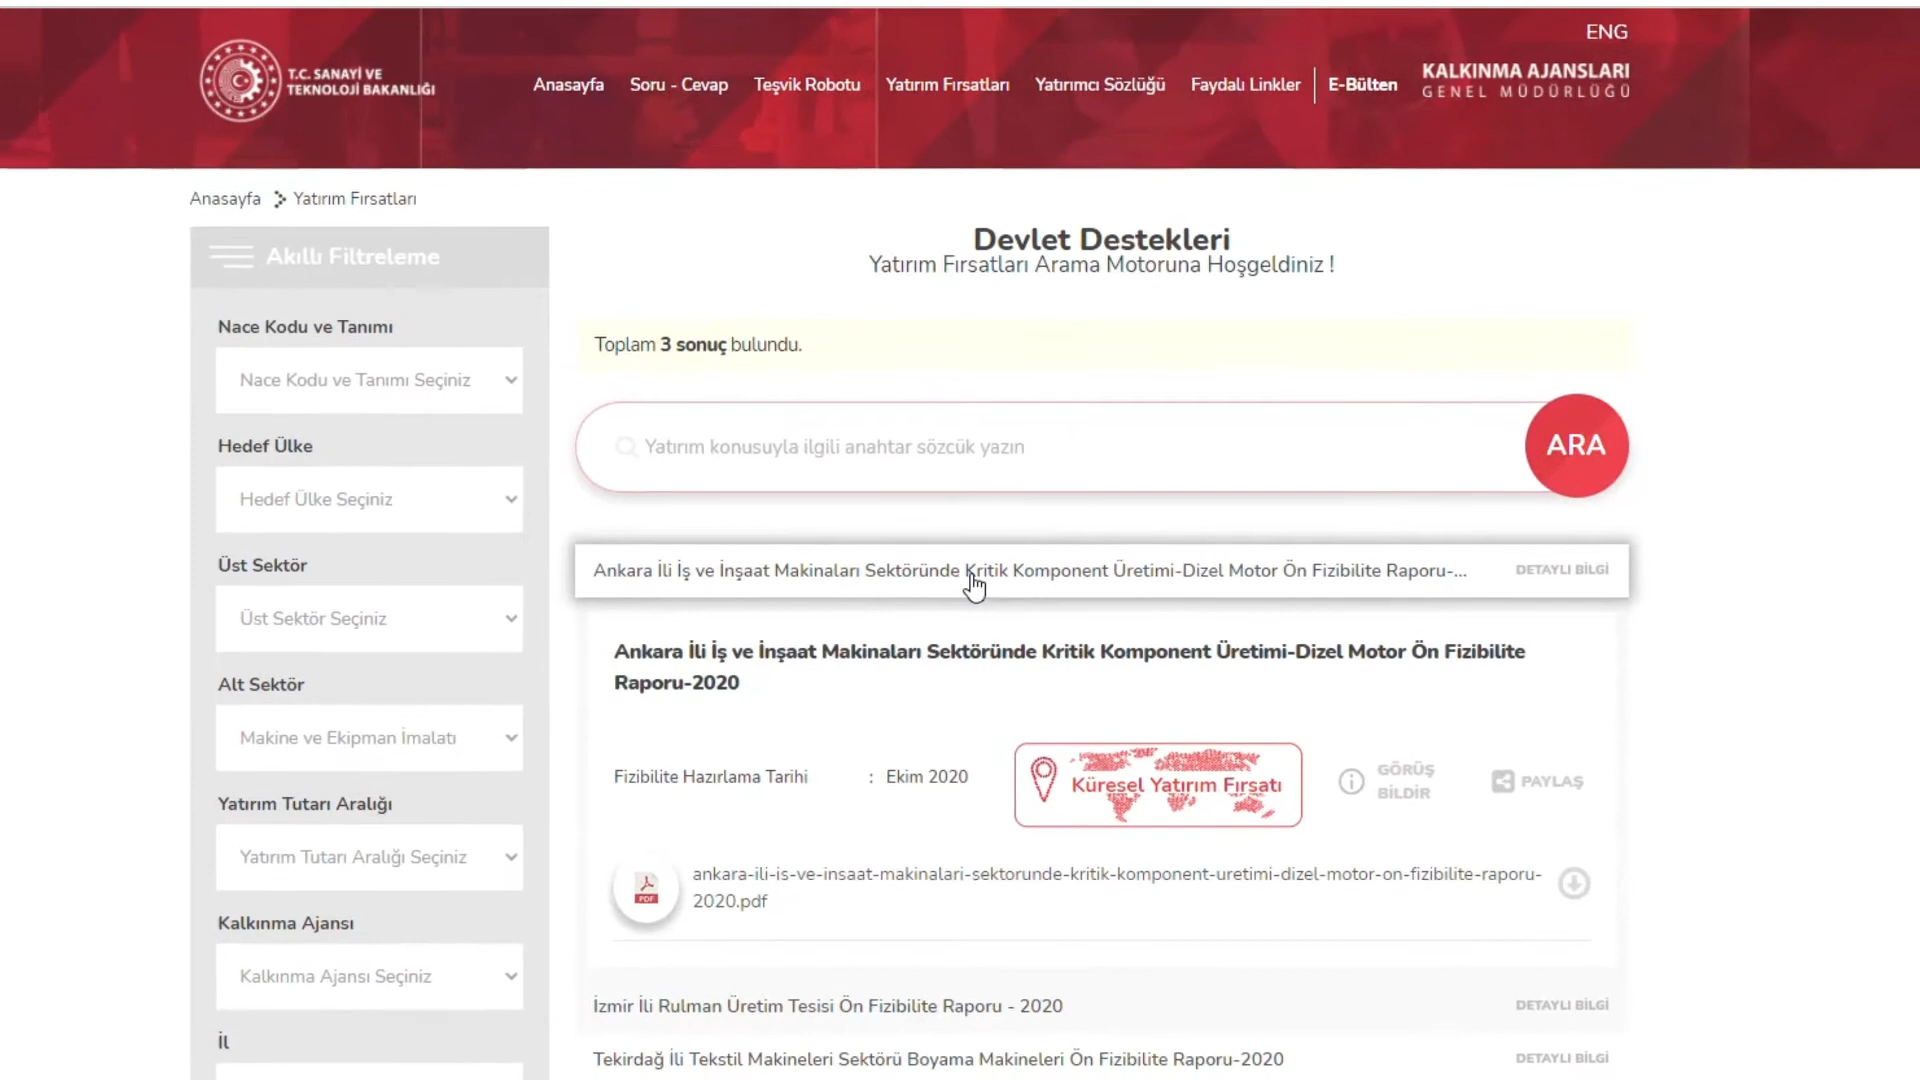 ENG
T.C. SANAYİ VE
TEKNOLOJİ BAKANLIĞI
Anasayfa
Soru - Cevap
Teşvik Robotu
Yatırım Fırsatları
Yatırımcı Sözlüğü
Faydalı Linkler
E-Bülten
KALKINMA AJANSLARI
GENEL MÜDÜRLÜĞÜ
Anasayfa
Yatırım Fırsatları
Akıllı Filtreleme
Nace Kodu ve Tanımı
Nace Kodu ve Tanımı Seçiniz
Hedef Ülke
Hedef Ülke Seçiniz
Üst Sektör
Üst Sektör Seçiniz
Alt Sektör
Makine ve Ekipman İmalatı
Yatırım Tutarı Aralığı
Yatırım Tutarı Aralığı Seçiniz
Kalkınma Ajansı
Kalkınma Ajansı Seçiniz
İl
Devlet Destekleri
Yatırım Fırsatları Arama Motoruna Hoşgeldiniz !
Toplam 3 sonuç bulundu.
Yatırım konusuyla ilgili anahtar sözcük yazın
ARA
Ankara İli İş ve İnşaat Makinaları Sektöründe Kritik Komponent Üretimi-Dizel Motor Ön Fizibilite Raporu-...
DETAYLI BİLGİ
Ankara İli İş ve İnşaat Makinaları Sektöründe Kritik Komponent Üretimi-Dizel Motor Ön Fizibilite
Raporu-2020
Fizibilite Hazırlama Tarihi : Ekim 2020
Küresel Yatırım Fırsatı
GÖRÜŞ
BİLDİR
PAYLAŞ
PDF
ankara-ili-is-ve-insaat-makinalari-sektorunde-kritik-komponent-uretimi-dizel-motor-on-fizibilite-raporu-
2020.pdf
İzmir İli Rulman Üretim Tesisi Ön Fizibilite Raporu - 2020
DETAYLI BİLGİ
Tekirdağ İli Tekstil Makineleri Sektörü Boyama Makineleri Ön Fizibilite Raporu-2020
DETAYLI BİLGİ